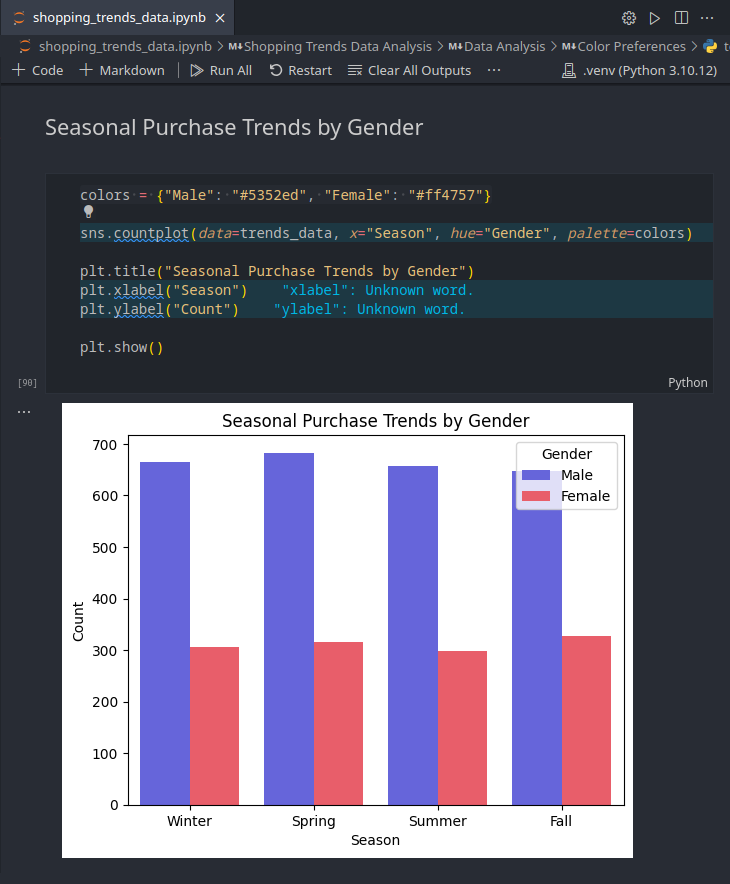 shopping_trends_data.ipynb
shopping_trends_data.ipynb > M↓Shopping Trends Data Analysis > M↓Data Analysis > M↓Color Preferences >
+ Code + Markdown Run All Restart Clear All Outputs ... .venv (Python 3.10.12)
Seasonal Purchase Trends by Gender
colors = {"Male": "#5352ed", "Female": "#ff4757"}
sns.countplot(data=trends_data, x="Season", hue="Gender", palette=colors)
plt.title("Seasonal Purchase Trends by Gender")
plt.xlabel("Season") "xlabel": Unknown word.
plt.ylabel("Count") "ylabel": Unknown word.
plt.show()
[90]
Python
...
Seasonal Purchase Trends by Gender
Gender
Male
Female
700
600
500
400
300
200
100
0
Count
Winter Spring Summer Fall
Season